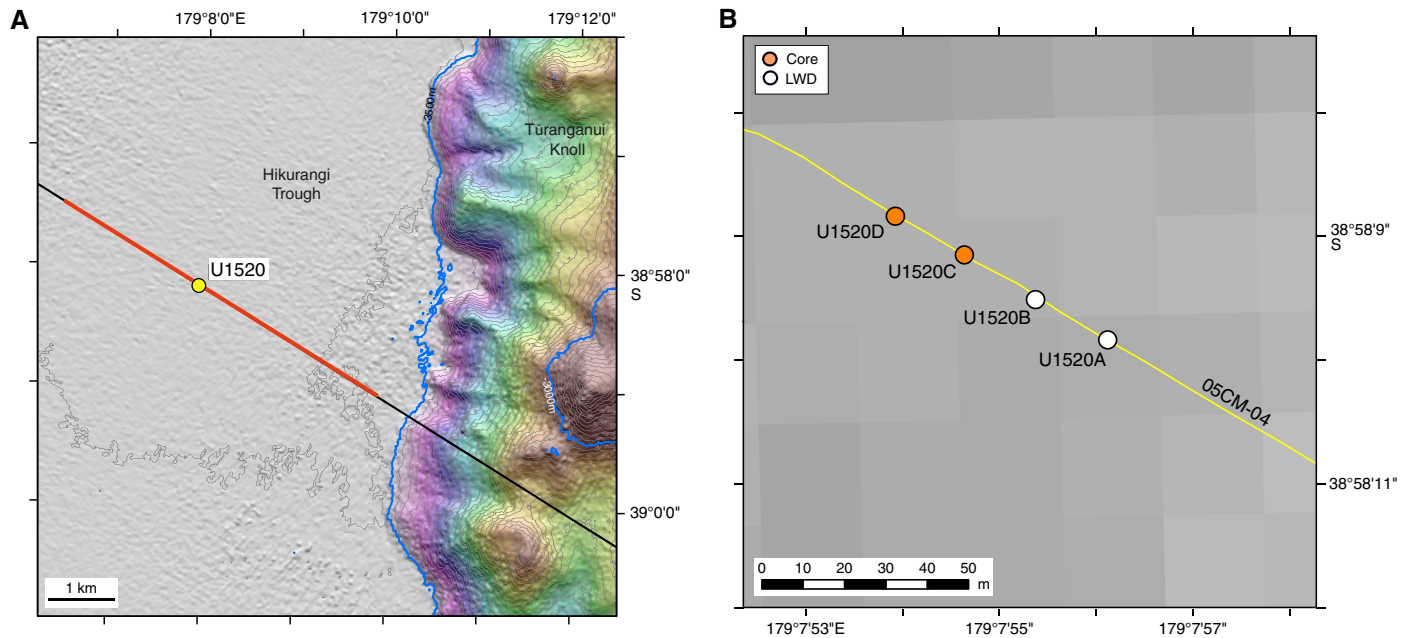 A
179°8'0"E
179°10'0"
179°12'0"
3500m
Tūranganui
Knoll
Hikurangi
Trough
U1520
38°58'0"
S
3000m
39°0'0"
1 km
B
Core
LWD
U1520D
U1520C
U1520B
U1520A
05CM-04
38°58'9"
S
38°58'11"
0 10 20 30 40 50
m
179°7'53"E
179°7'55"
179°7'57"